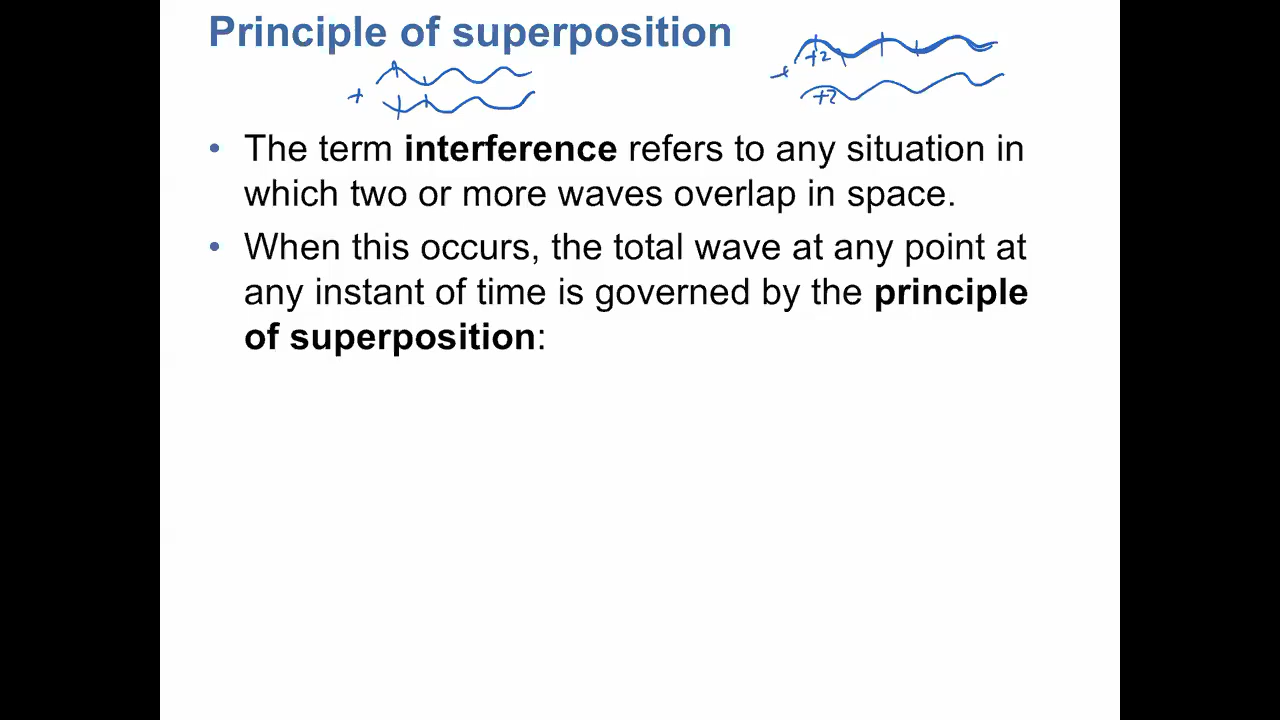 Principle of superposition
+2
+
+
+2
• The term interference refers to any situation in
which two or more waves overlap in space.
• When this occurs, the total wave at any point at
any instant of time is governed by the principle
of superposition: